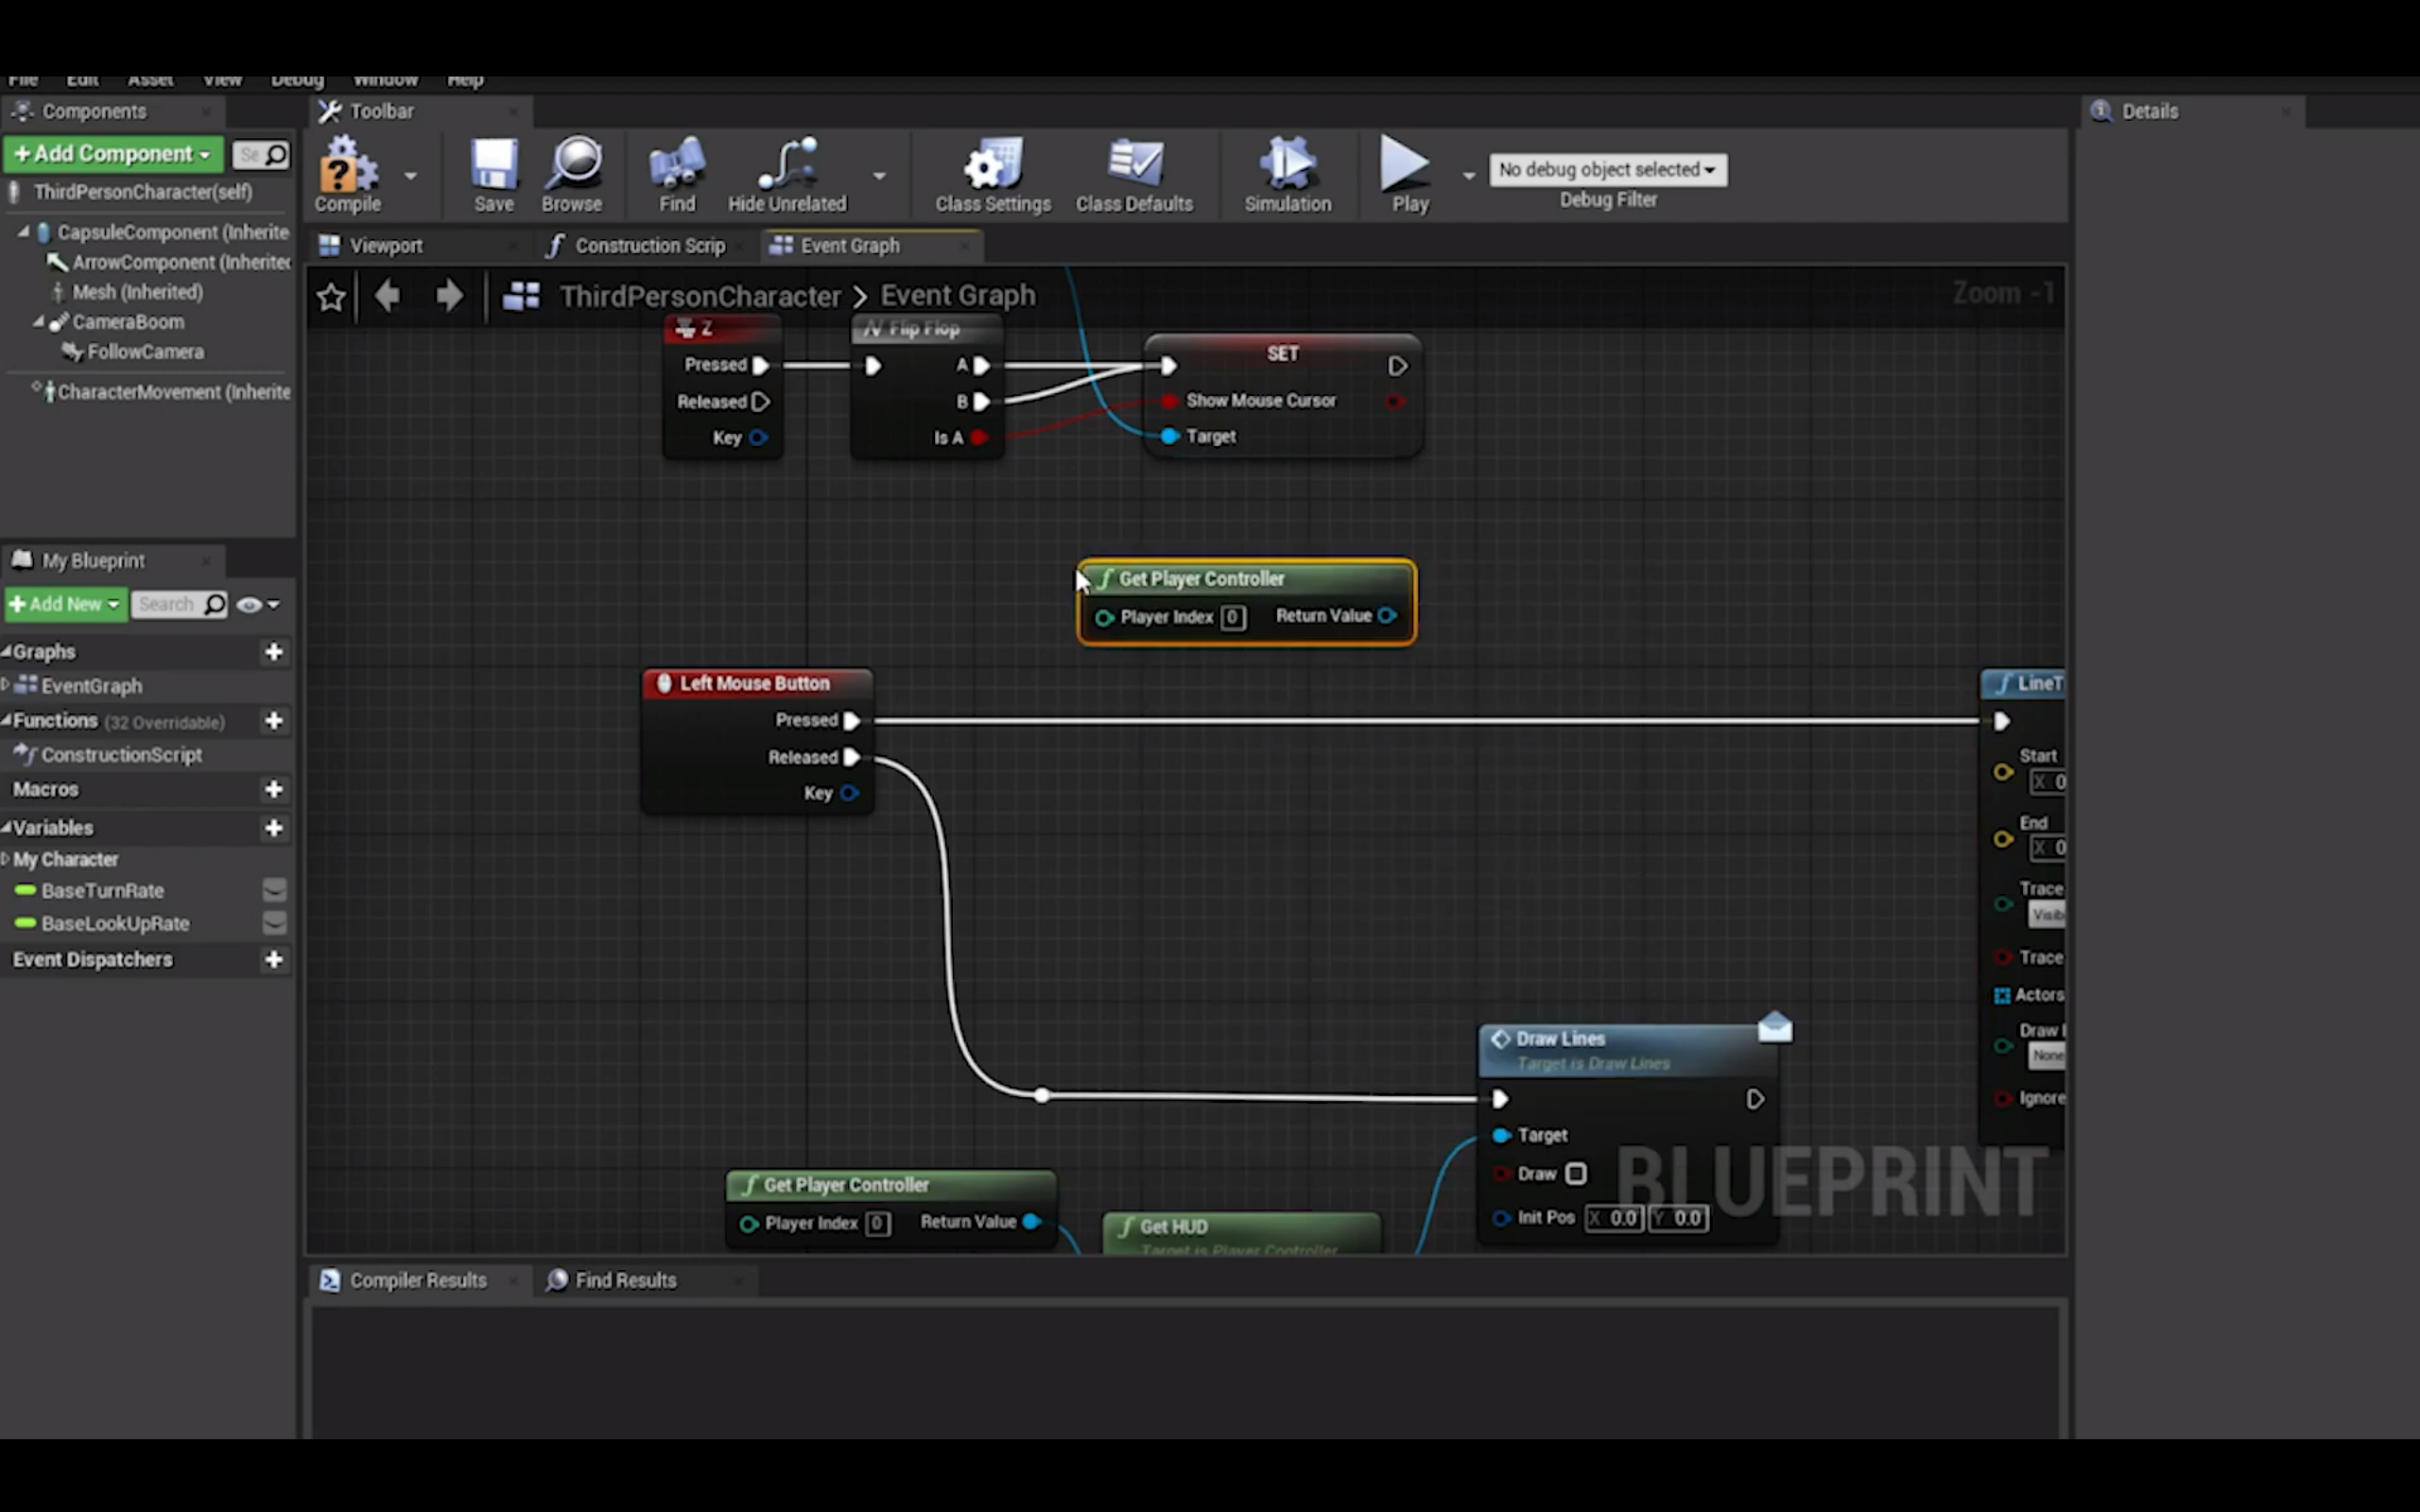 File Edit Asset View Debug Window Help
Components
Toolbar
Details
+Add Component
Se
ThirdPersonCharacter(self)
CapsuleComponent (Inherite
ArrowComponent (Inherited
Mesh (Inherited)
CameraBoom
FollowCamera
CharacterMovement (Inherite
Compile
Save
Browse
Find
Hide Unrelated
Class Settings
Class Defaults
Simulation
Play
No debug object selected
Debug Filter
Viewport
Construction Scrip
Event Graph
ThirdPersonCharacter > Event Graph
Zoom -1
Z
Pressed
Released
Key
Flip Flop
A
B
Is A
SET
Show Mouse Cursor
Target
Get Player Controller
Player Index 0 Return Value
Left Mouse Button
Pressed
Released
Key
LineT
Start
X 0
End
X 0
Trace
Visib
Trace
Actors
Draw
None
Ignore
Draw Lines
Target is Draw Lines
Target
Draw
Init Pos X 0.0 Y 0.0
BLUEPRINT
Get Player Controller
Player Index 0 Return Value
Get HUD
Target is Player Controller
My Blueprint
+Add New
Search
Graphs
EventGraph
Functions (32 Overridable)
ConstructionScript
Macros
Variables
My Character
BaseTurnRate
BaseLookUpRate
Event Dispatchers
Compiler Results
Find Results